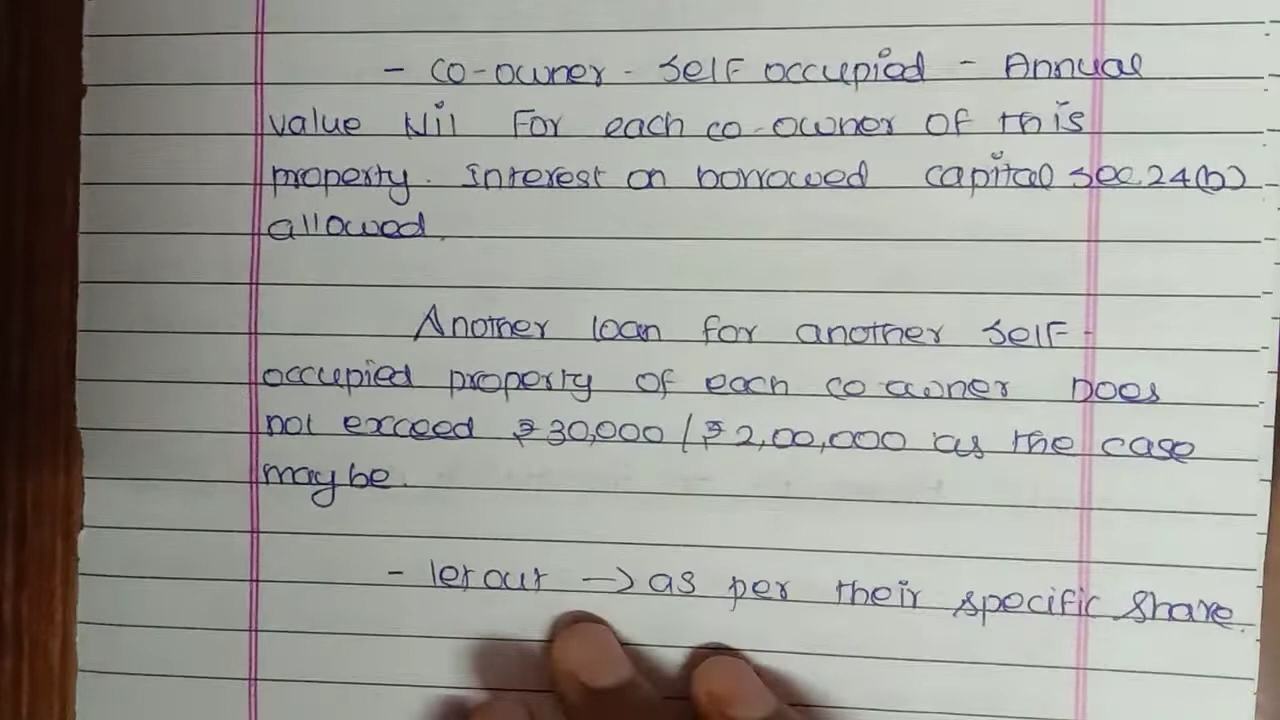 - co-owner - self occupied - Annual
value Nil For each co-owner of this
property. Interest on borrowed capital sec.24(b)
allowed.
Another loan for another self-
occupied property of each co owner Does
not exceed ₹30,000 / ₹2,00,000 as the case
may be.
- let out → as per their specific share.